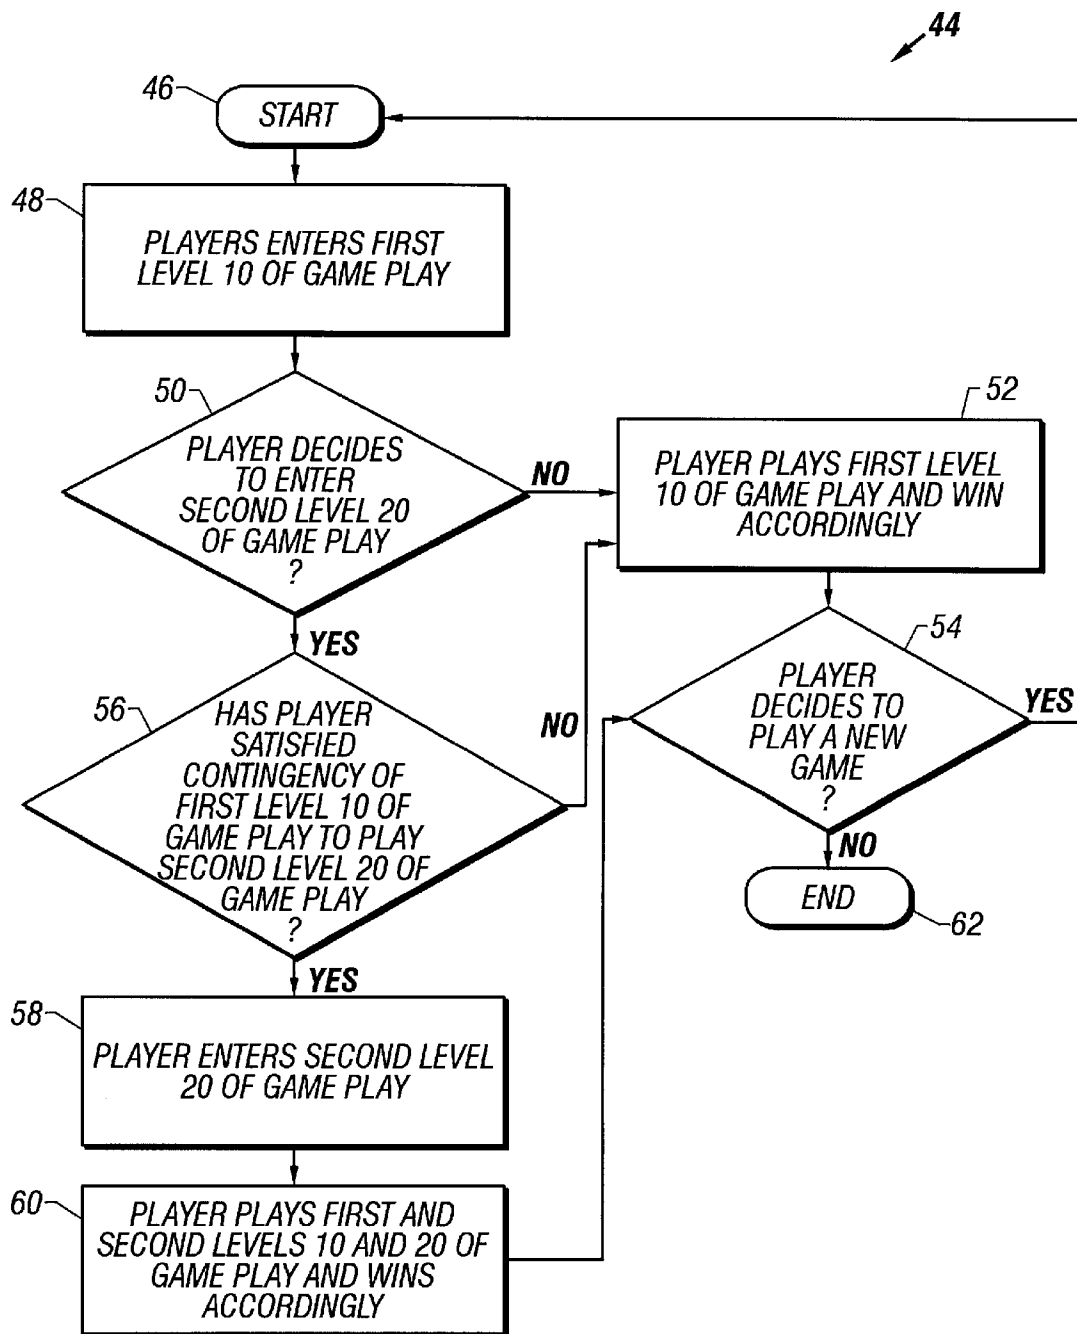 44
46
START
48
PLAYERS ENTERS FIRST
LEVEL 10 OF GAME PLAY
50
PLAYER DECIDES
TO ENTER
SECOND LEVEL 20
OF GAME PLAY
?
NO
YES
52
PLAYER PLAYS FIRST LEVEL
10 OF GAME PLAY AND WIN
ACCORDINGLY
54
PLAYER
DECIDES TO
PLAY A NEW
GAME
?
YES
NO
END
62
56
HAS PLAYER
SATISFIED
CONTINGENCY OF
FIRST LEVEL 10 OF
GAME PLAY TO PLAY
SECOND LEVEL 20 OF
GAME PLAY
?
NO
YES
58
PLAYER ENTERS SECOND LEVEL
20 OF GAME PLAY
60
PLAYER PLAYS FIRST AND
SECOND LEVELS 10 AND 20 OF
GAME PLAY AND WINS
ACCORDINGLY